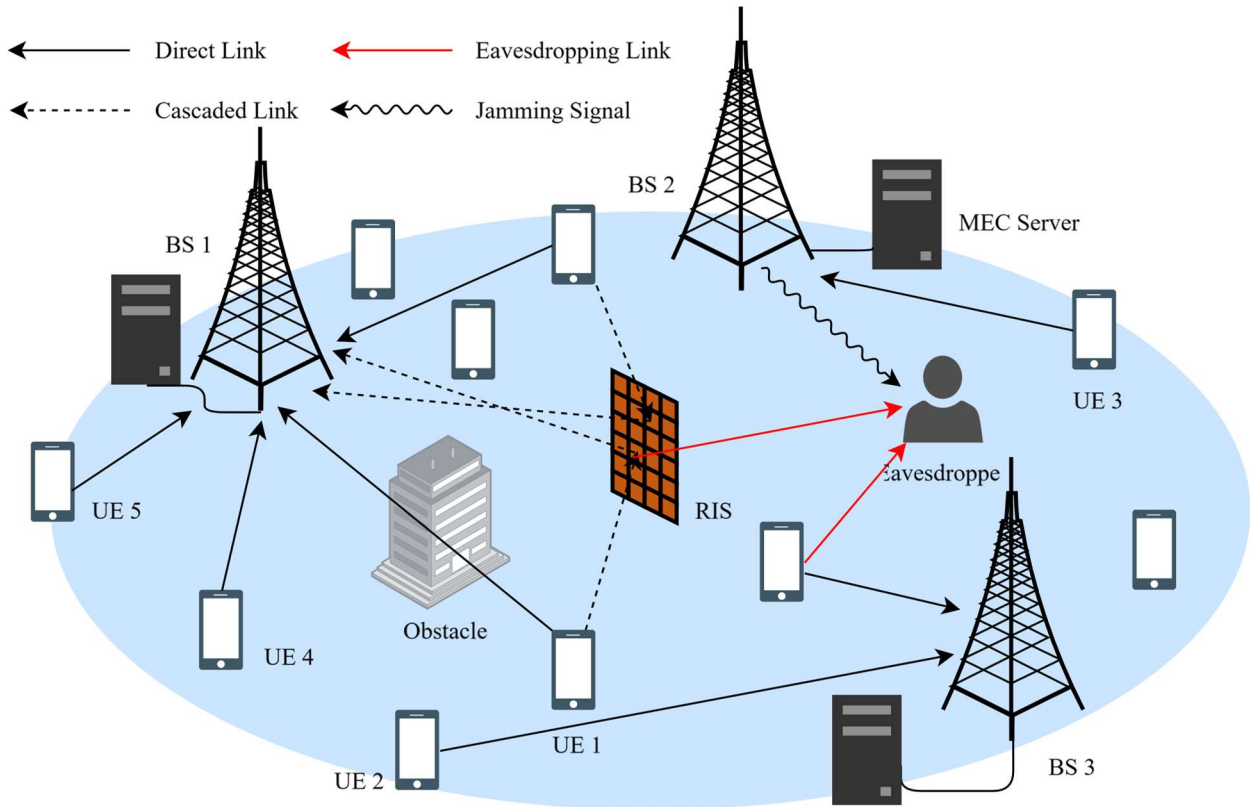 Direct Link
Eavesdropping Link
Cascaded Link
Jamming Signal
BS 2
MEC Server
BS 1
UE 3
Eavesdroppe
RIS
UE 5
Obstacle
UE 4
UE 1
UE 2
BS 3